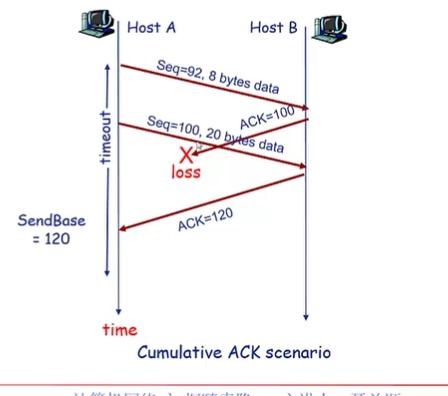 Host A
Host B
Seq=92, 8 bytes data
ACK=100
Seq=100, 20 bytes data
timeout
X
loss
ACK=120
SendBase
= 120
time
Cumulative ACK scenario